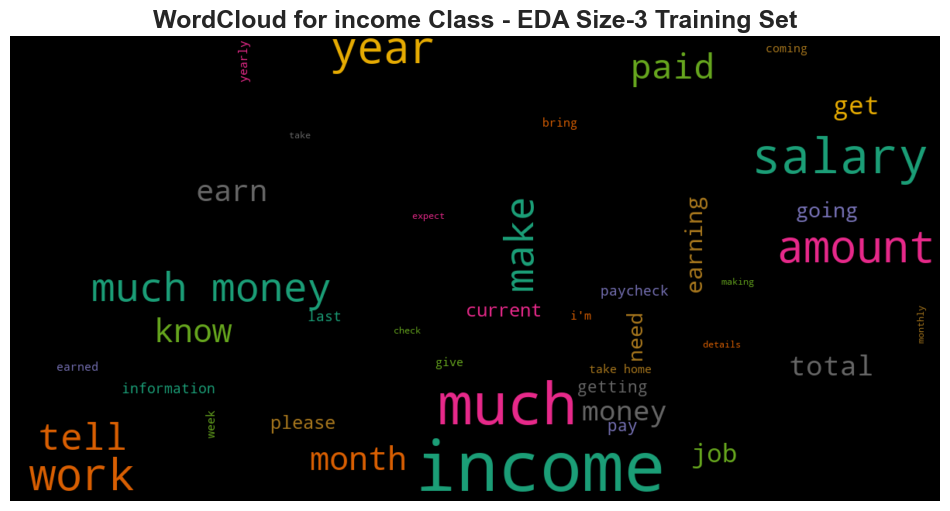 WordCloud for income Class - EDA Size-3 Training Set
yearly
year
paid
coming
get
take
bring
salary
earn
expect
make
earning
going
amount
much money
paycheck
making
know
last
current
i'm
need
check
details
monthly
earned
give
take home
total
information
getting
week
please
much
money
pay
tell
month
job
work
income